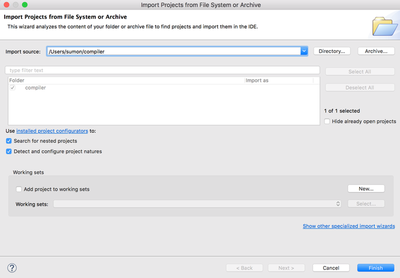 Import Projects from File System or Archive
Import Projects from File System or Archive
This wizard analyzes the content of your folder or archive file to find projects and import them in the IDE.
Import source: /Users/sumon/compiler Directory... Archive...
type filter text Select All
Folder Import as Deselect All
compiler
1 of 1 selected
Hide already open projects
Use installed project configurators to:
Search for nested projects
Detect and configure project natures
Working sets
Add project to working sets New...
Working sets: Select...
Show other specialized import wizards
? < Back Next > Cancel Finish